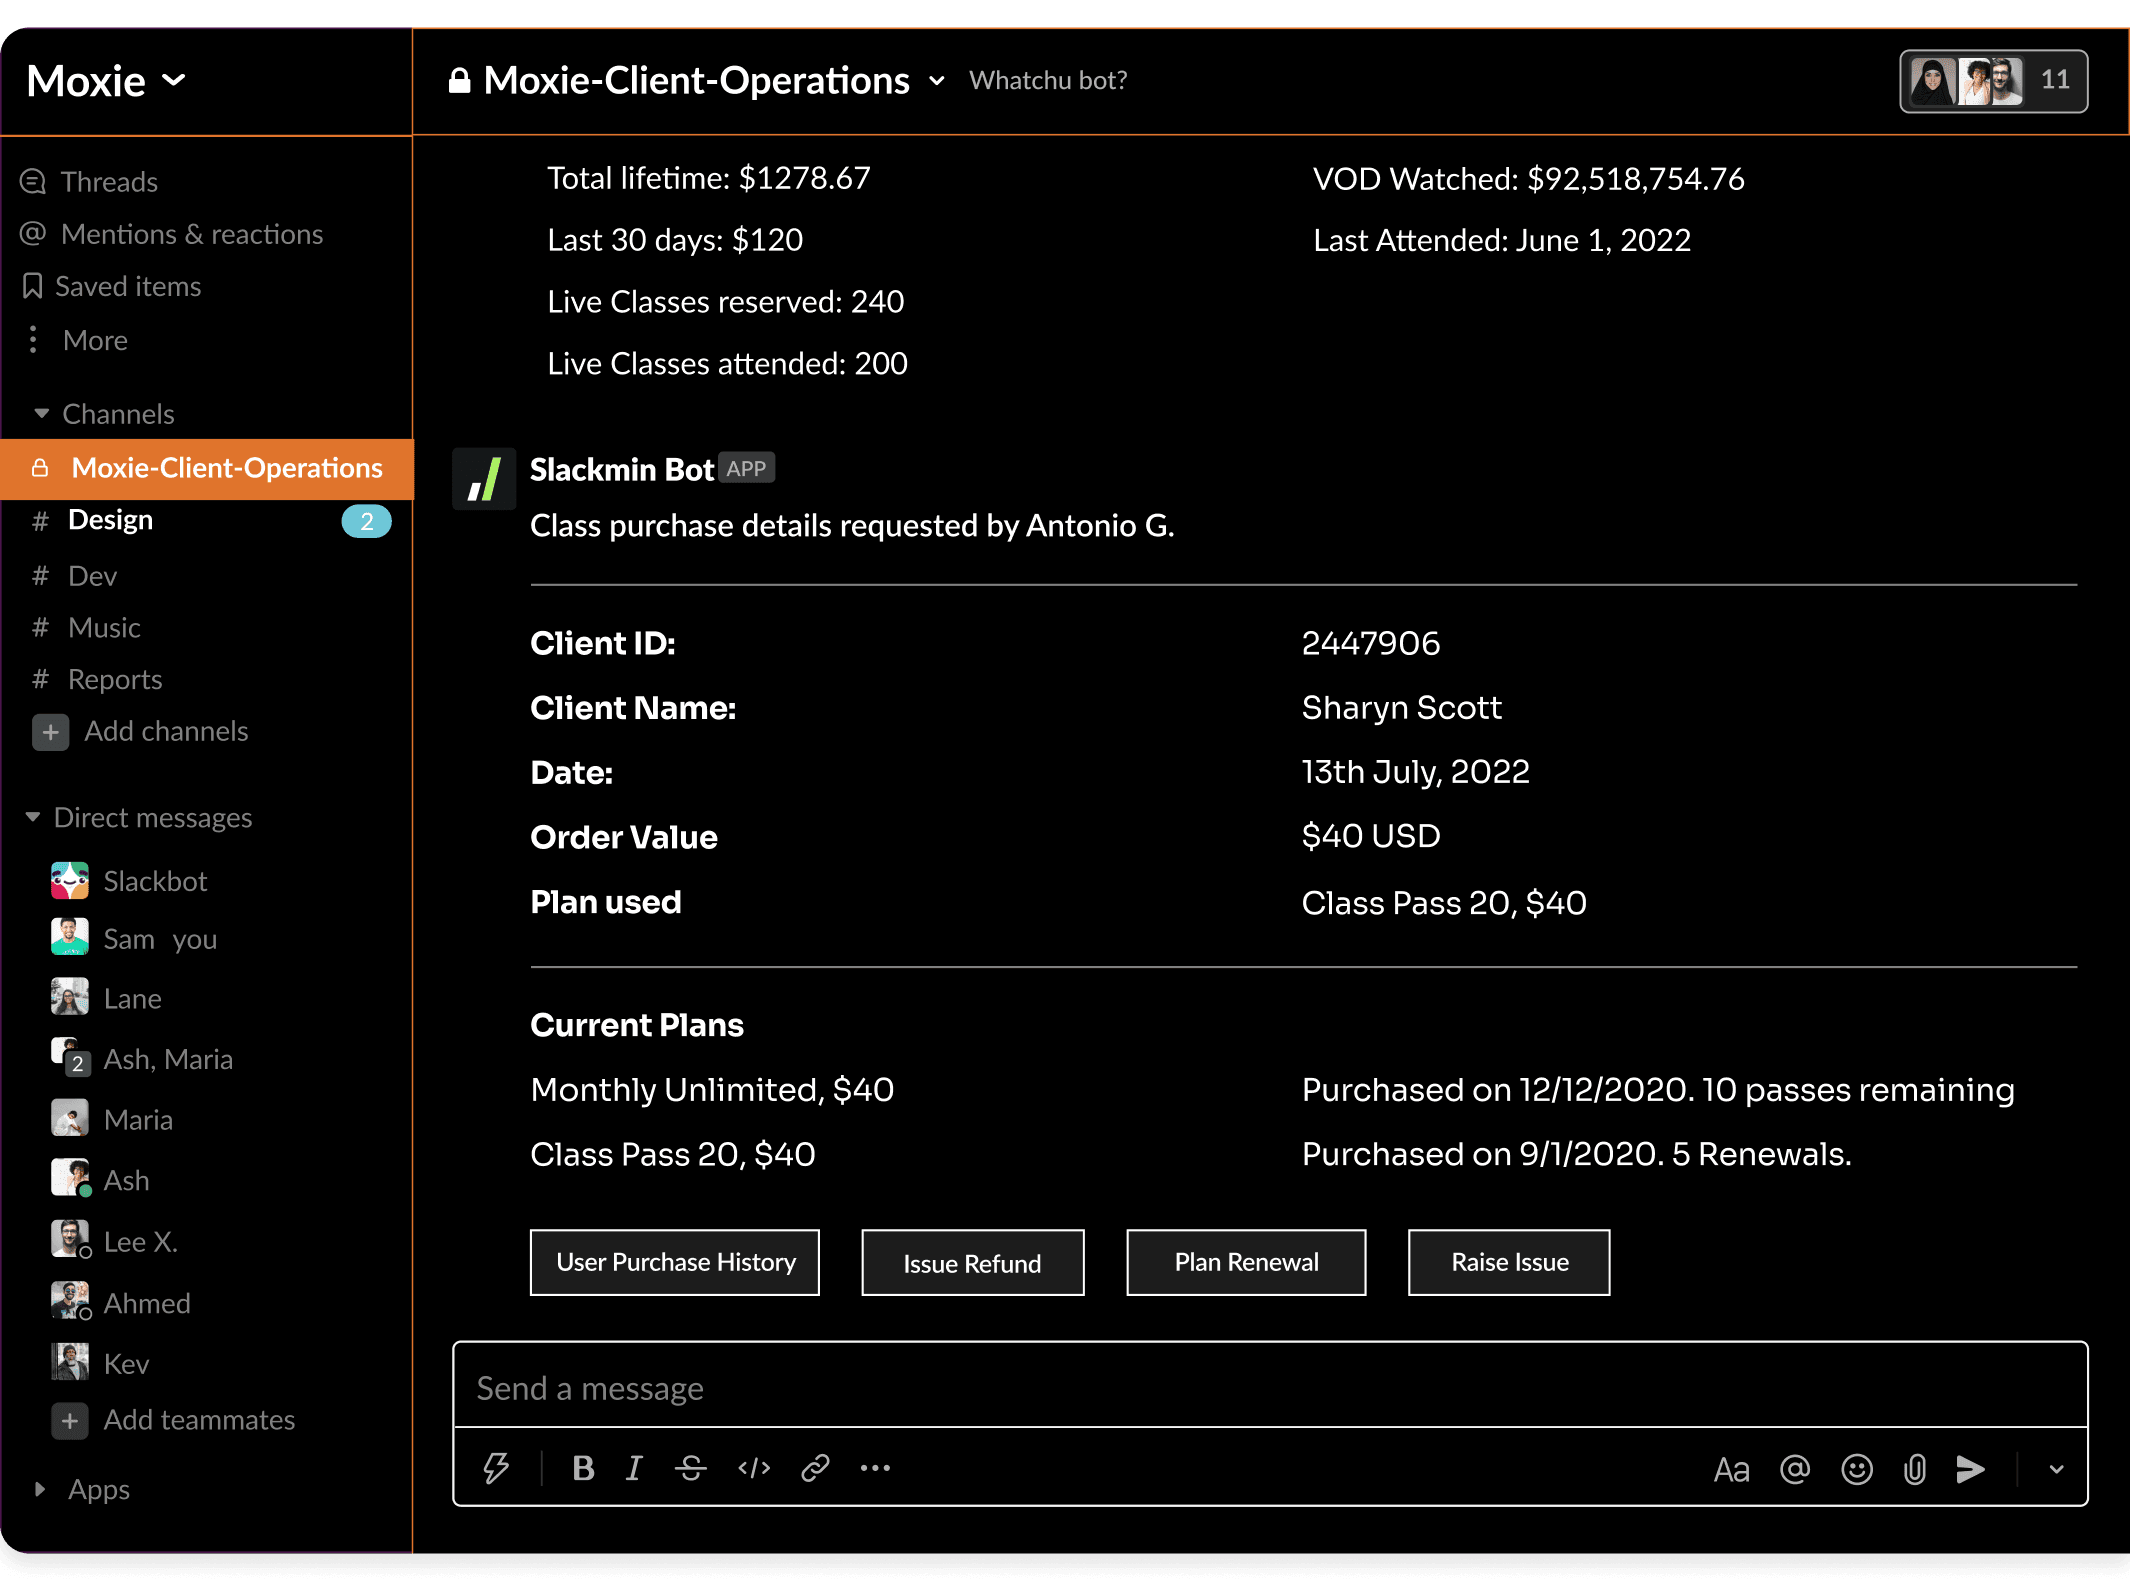 Moxie
Threads
@ Mentions & reactions
Saved items
More
Channels
Moxie-Client-Operations
# Design 2
# Dev
# Music
# Reports
+ Add channels
Direct messages
Slackbot
Sam you
Lane
2 Ash, Maria
Maria
Ash
Lee X.
Ahmed
Kev
+ Add teammates
Apps
Moxie-Client-Operations Whatchu bot? 11
Total lifetime: $1278.67 VOD Watched: $92,518,754.76
Last 30 days: $120 Last Attended: June 1, 2022
Live Classes reserved: 240
Live Classes attended: 200
Slackmin Bot APP
Class purchase details requested by Antonio G.
Client ID: 2447906
Client Name: Sharyn Scott
Date: 13th July, 2022
Order Value $40 USD
Plan used Class Pass 20, $40
Current Plans
Monthly Unlimited, $40 Purchased on 12/12/2020. 10 passes remaining
Class Pass 20, $40 Purchased on 9/1/2020. 5 Renewals.
User Purchase History Issue Refund Plan Renewal Raise Issue
Send a message
B I S </> Aa @